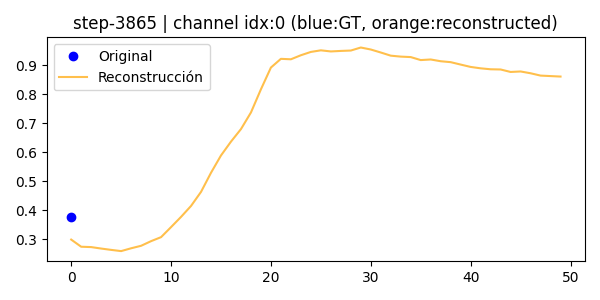 step-3865 | channel idx:0 (blue:GT, orange:reconstructed)
Original
Reconstrucción
0.9
0.8
0.7
0.6
0.5
0.4
0.3
0 10 20 30 40 50